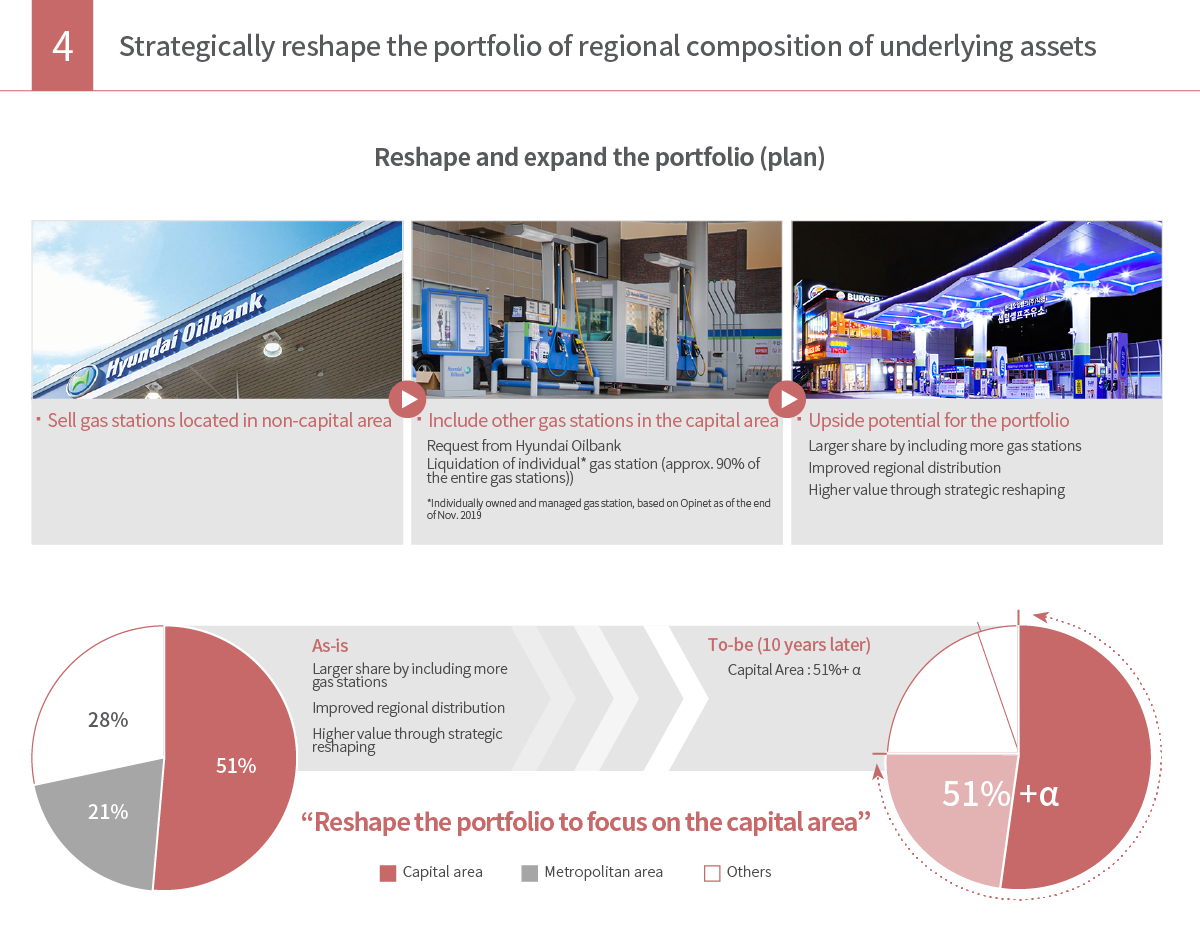 4
Strategically reshape the portfolio of regional composition of underlying assets
Reshape and expand the portfolio (plan)
Hyundai Oilbank
BURGER
· Sell gas stations located in non-capital area
· Include other gas stations in the capital area
Request from Hyundai Oilbank
Liquidation of individual* gas station (approx. 90% of
the entire gas stations))
*Individually owned and managed gas station, based on Opinet as of the end
of Nov. 2019
· Upside potential for the portfolio
Larger share by including more gas stations
Improved regional distribution
Higher value through strategic reshaping
28%
21%
51%
As-is
Larger share by including more
gas stations
Improved regional distribution
Higher value through strategic
reshaping
To-be (10 years later)
Capital Area : 51%+ α
51% +α
“Reshape the portfolio to focus on the capital area”
Capital area
Metropolitan area
Others